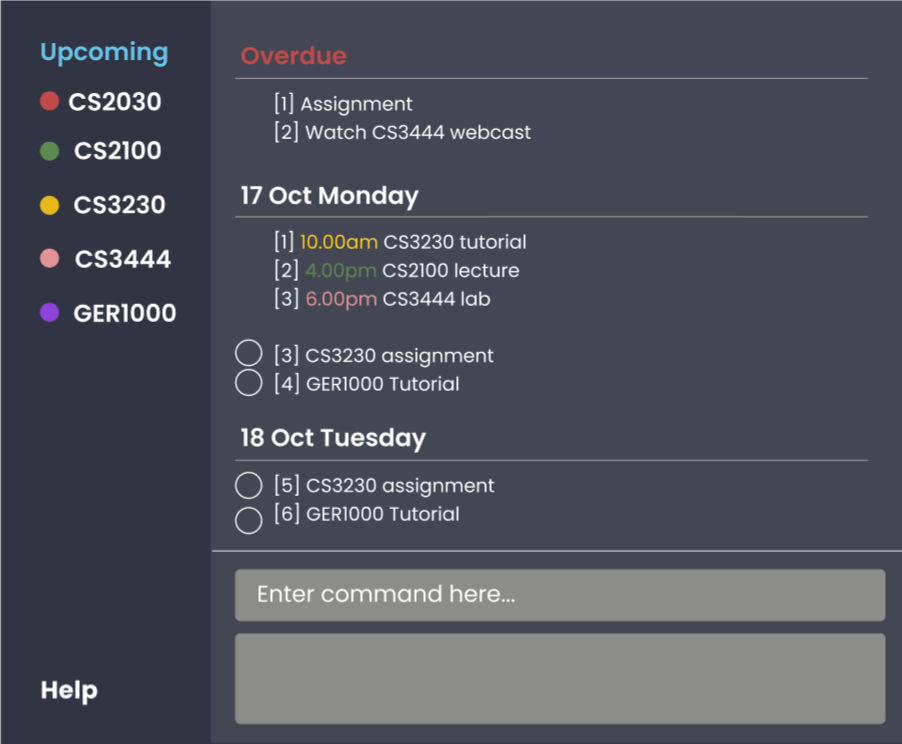 Upcoming
CS2030
CS2100
CS3230
CS3444
GER1000
Help
Overdue
[1] Assignment
[2] Watch CS3444 webcast
17 Oct Monday
[1] 10.00am CS3230 tutorial
[2] 4.00pm CS2100 lecture
[3] 6.00pm CS3444 lab
[3] CS3230 assignment
[4] GER1000 Tutorial
18 Oct Tuesday
[5] CS3230 assignment
[6] GER1000 Tutorial
Enter command here...